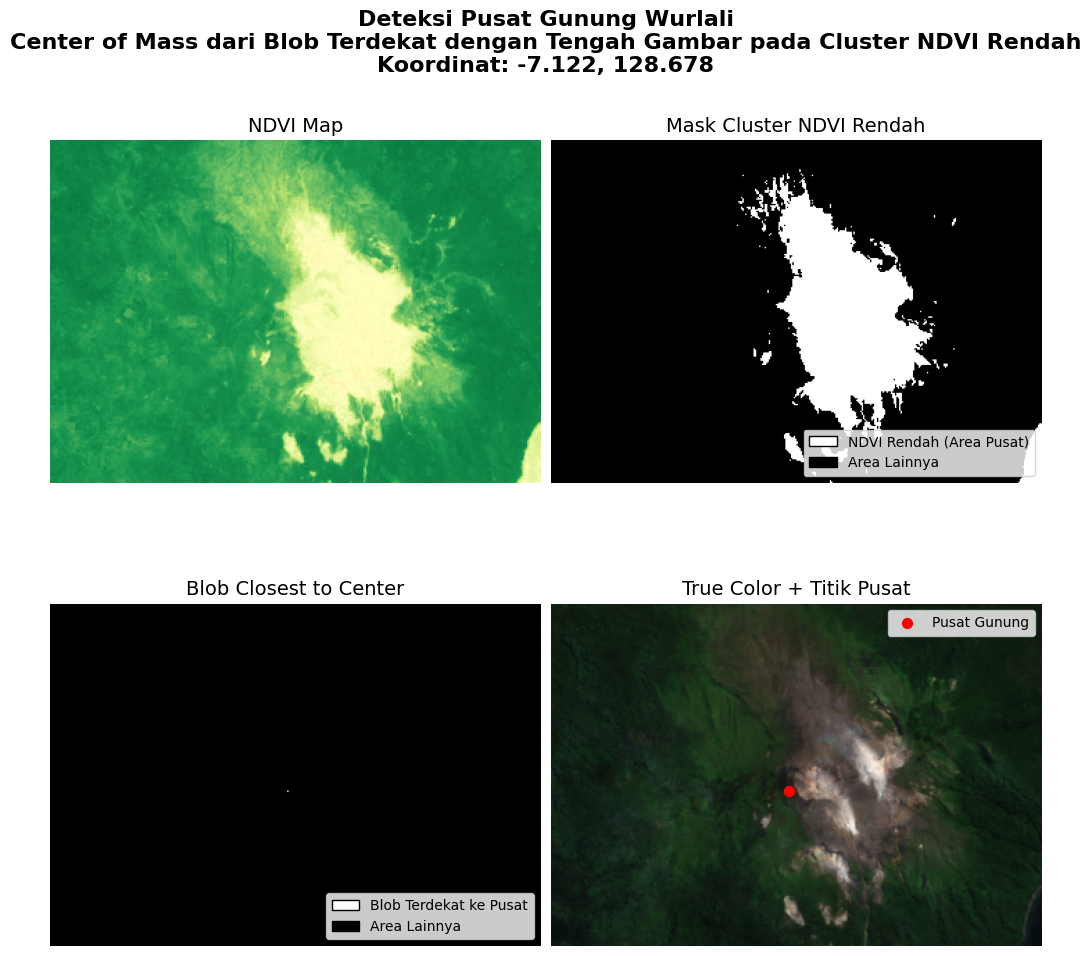 Deteksi Pusat Gunung Wurlali
Center of Mass dari Blob Terdekat dengan Tengah Gambar pada Cluster NDVI Rendah
Koordinat: -7.122, 128.678
NDVI Map
Mask Cluster NDVI Rendah
NDVI Rendah (Area Pusat)
Area Lainnya
Blob Closest to Center
True Color + Titik Pusat
Pusat Gunung
Blob Terdekat ke Pusat
Area Lainnya